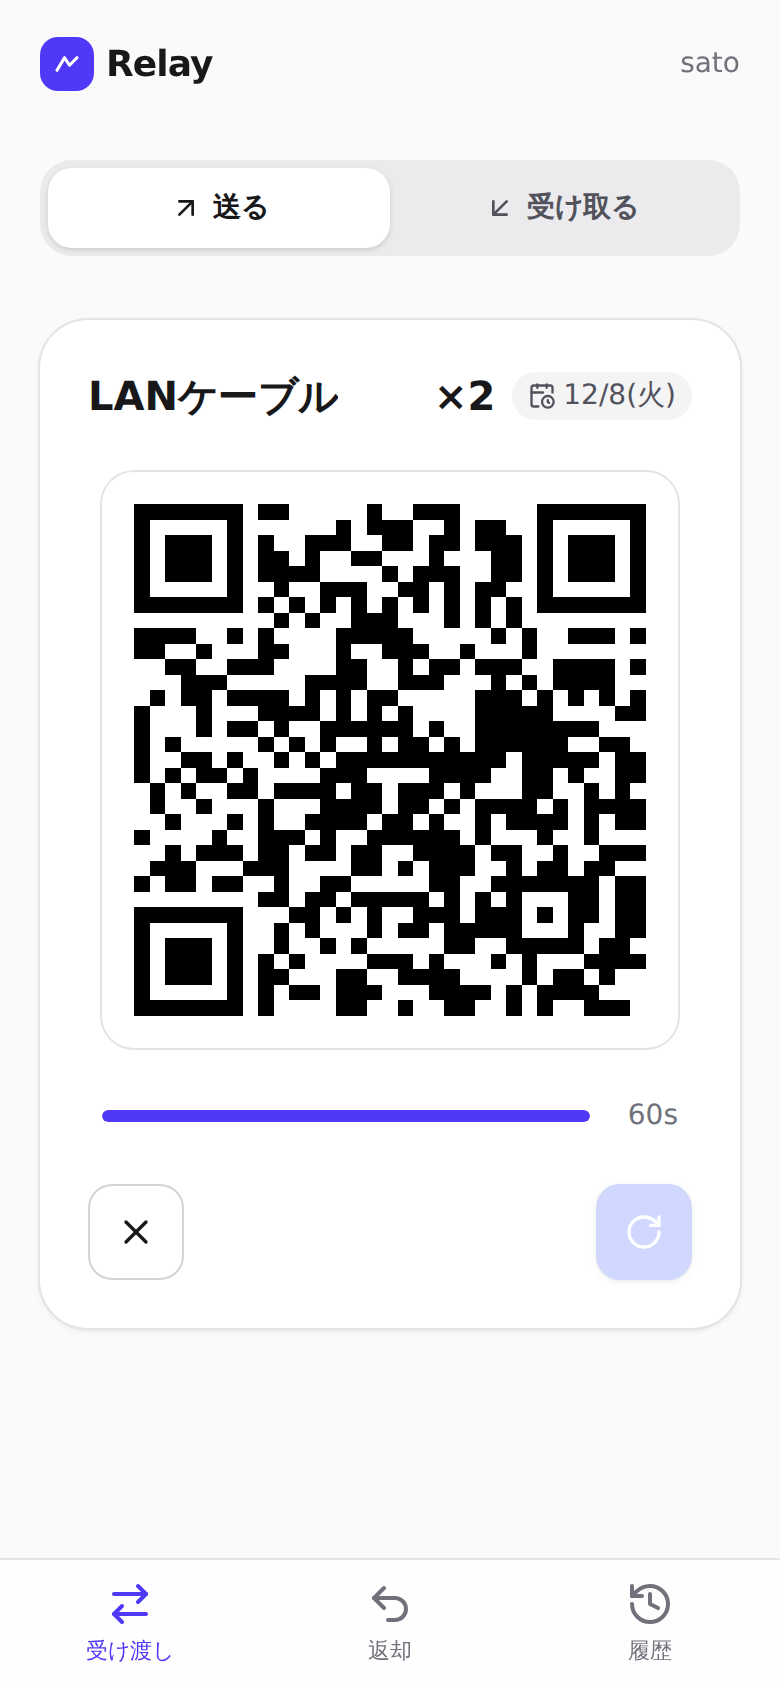 Relay
sato
送る
受け取る
LANケーブル ×2 12/8(火)
60s
受け渡し
返却
履歴